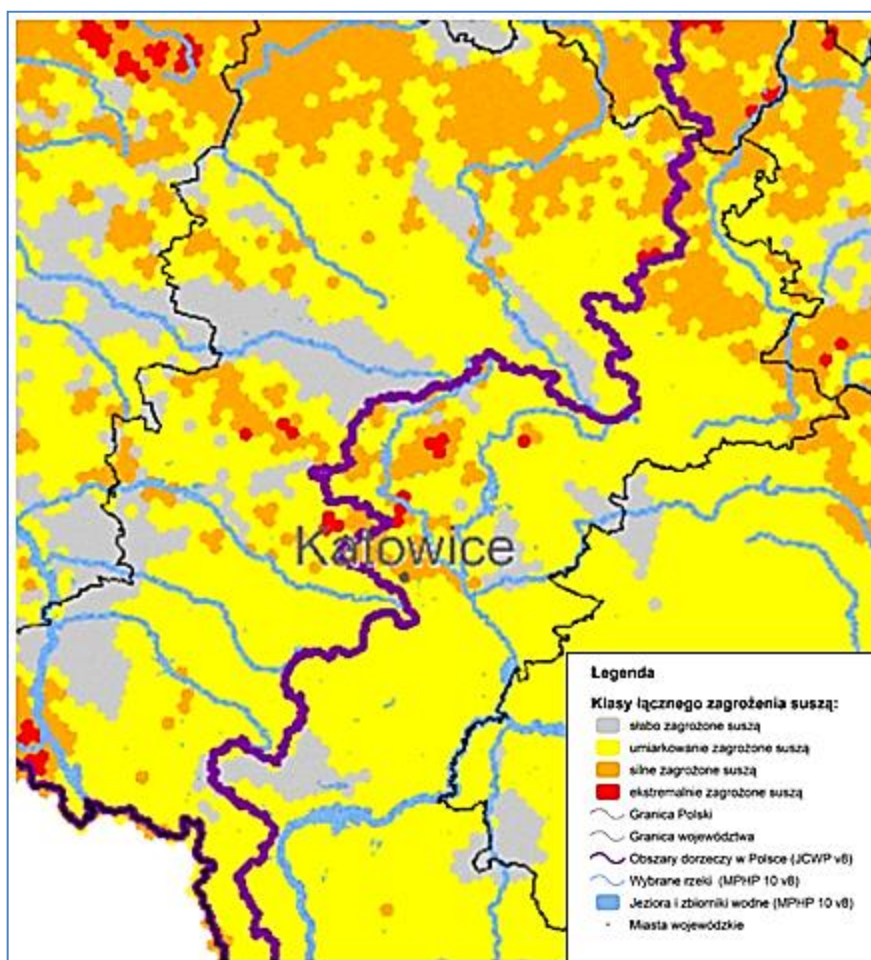 Katowice
Legenda
Klasy łącznego zagrożenia suszą:
słabo zagrożone suszą
umiarkowanie zagrożone suszą
silne zagrożone suszą
ekstremalnie zagrożone suszą
Granica Polski
Granica województwa
Obszary dorzeczy w Polsce (JCWP v8)
Wybrane rzeki (MPHP 10 v8)
Jeziora i zbiorniki wodne (MPHP 10 v8)
Miasta wojewódzkie